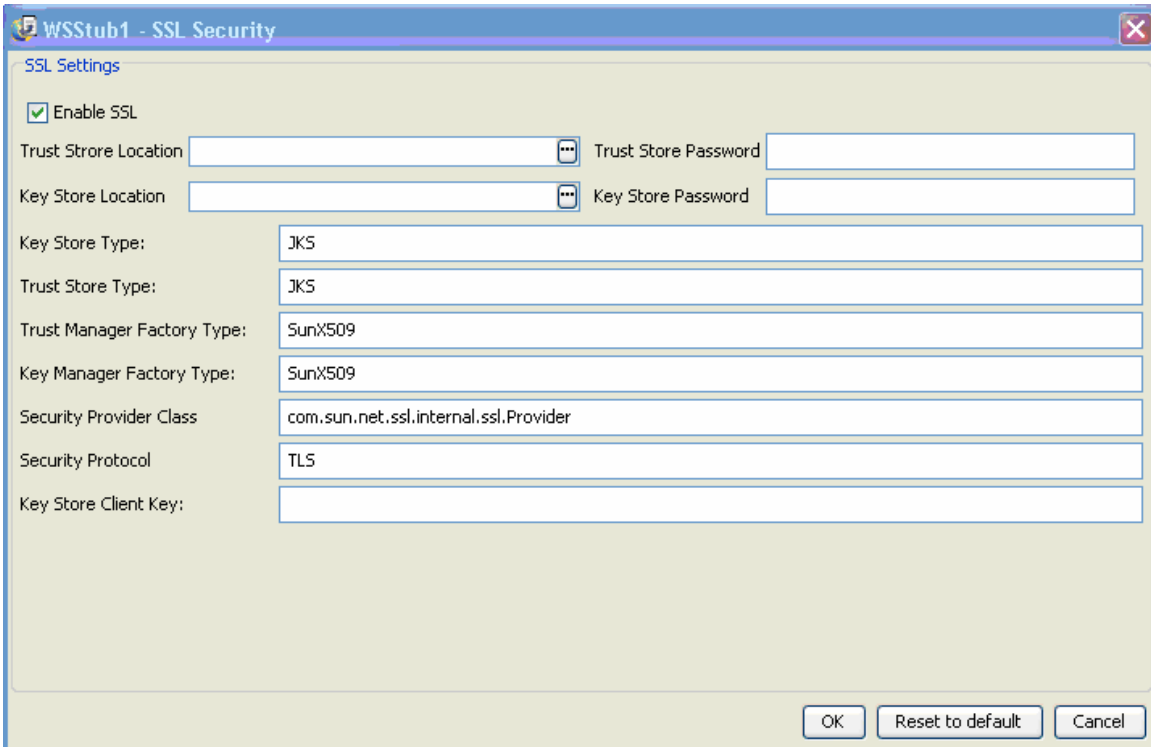 WSStub1 - SSL Security
SSL Settings
Enable SSL
Trust Strore Location
Trust Store Password
Key Store Location
Key Store Password
Key Store Type:
JKS
Trust Store Type:
JKS
Trust Manager Factory Type:
SunX509
Key Manager Factory Type:
SunX509
Security Provider Class
com.sun.net.ssl.internal.ssl.Provider
Security Protocol
TLS
Key Store Client Key:
OK
Reset to default
Cancel